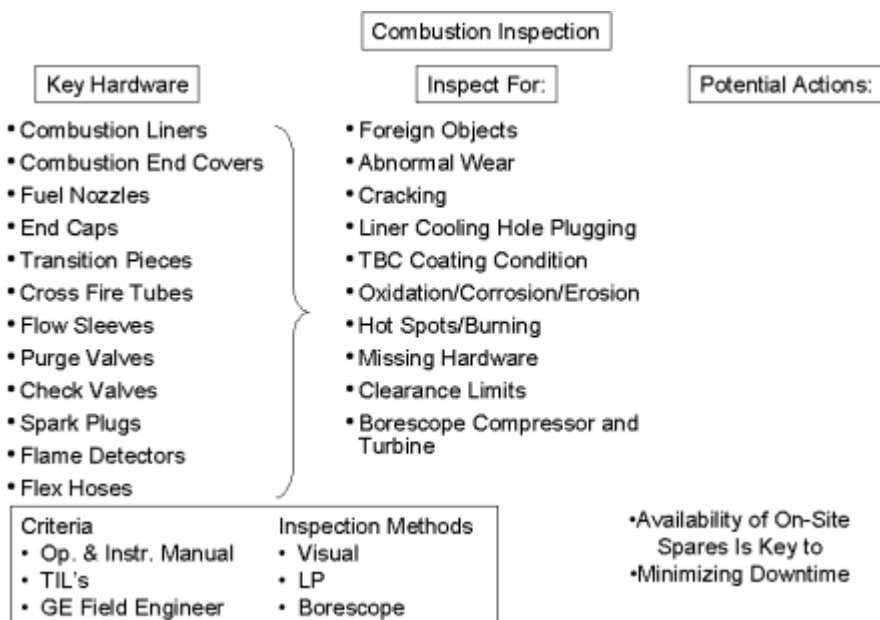 Combustion Inspection
Key Hardware
Inspect For:
Potential Actions:
• Combustion Liners
• Combustion End Covers
• Fuel Nozzles
• End Caps
• Transition Pieces
• Cross Fire Tubes
• Flow Sleeves
• Purge Valves
• Check Valves
• Spark Plugs
• Flame Detectors
• Flex Hoses
• Foreign Objects
• Abnormal Wear
• Cracking
• Liner Cooling Hole Plugging
• TBC Coating Condition
• Oxidation/Corrosion/Erosion
• Hot Spots/Burning
• Missing Hardware
• Clearance Limits
• Borescope Compressor and
Turbine
Criteria
• Op. & Instr. Manual
• TIL's
• GE Field Engineer
Inspection Methods
• Visual
• LP
• Borescope
•Availability of On-Site
Spares Is Key to
•Minimizing Downtime